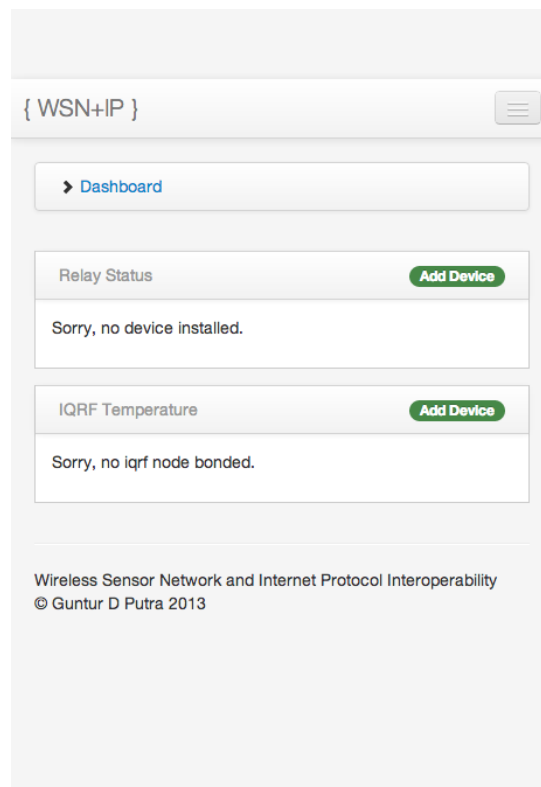 { WSN+IP }
Dashboard
Relay Status
Add Device
Sorry, no device installed.
IQRF Temperature
Add Device
Sorry, no iqrf node bonded.
Wireless Sensor Network and Internet Protocol Interoperability
© Guntur D Putra 2013